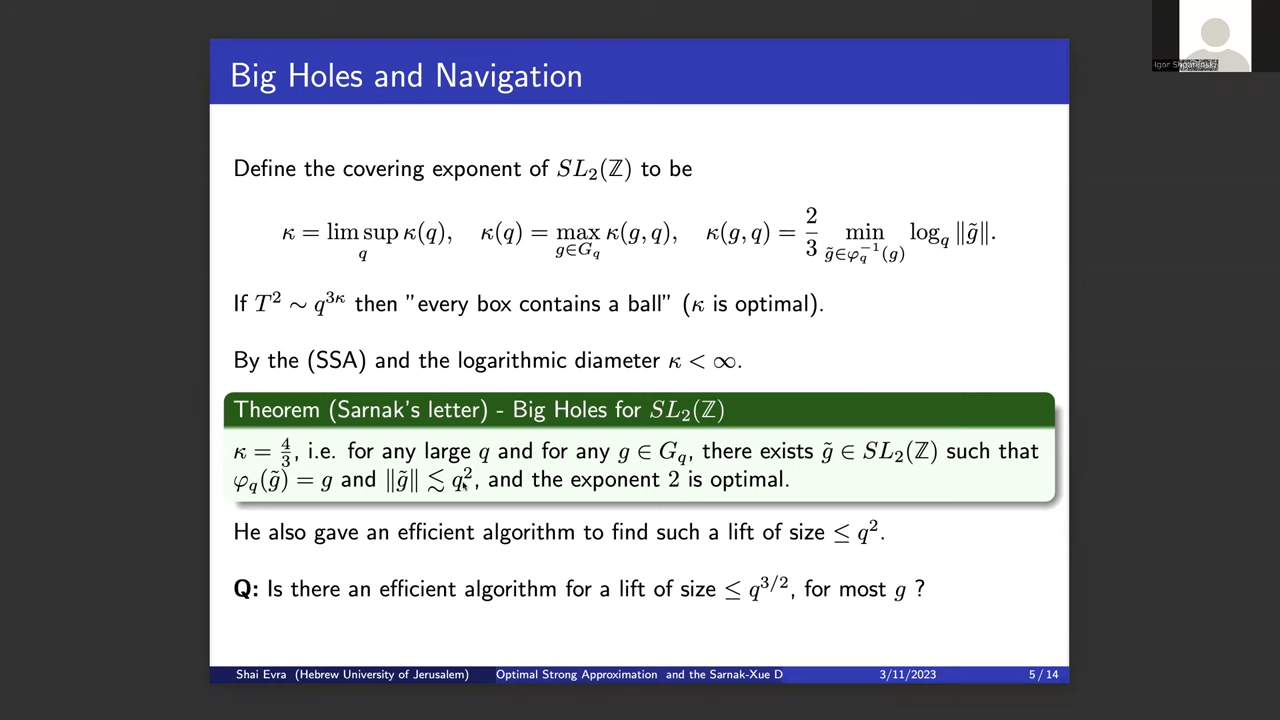 Igor Shparlinski
Big Holes and Navigation
Define the covering exponent of SL₂(ℤ) to be
κ = lim sup_q κ(q), κ(q) = max_{g∈G_q} κ(g, q), κ(g, q) = 2/3 min_{g̃∈φ_q^{-1}(g)} log_q ‖g̃‖.
If T² ∼ q^{3κ} then ”every box contains a ball” (κ is optimal).
By the (SSA) and the logarithmic diameter κ < ∞.
Theorem (Sarnak's letter) - Big Holes for SL₂(ℤ)
κ = 4/3, i.e. for any large q and for any g ∈ G_q, there exists g̃ ∈ SL₂(ℤ) such that
φ_q(g̃) = g and ‖g̃‖ ≲ q², and the exponent 2 is optimal.
He also gave an efficient algorithm to find such a lift of size ≤ q².
Q: Is there an efficient algorithm for a lift of size ≤ q^{3/2}, for most g ?
Shai Evra (Hebrew University of Jerusalem) Optimal Strong Approximation and the Sarnak-Xue D 3/11/2023 5 / 14